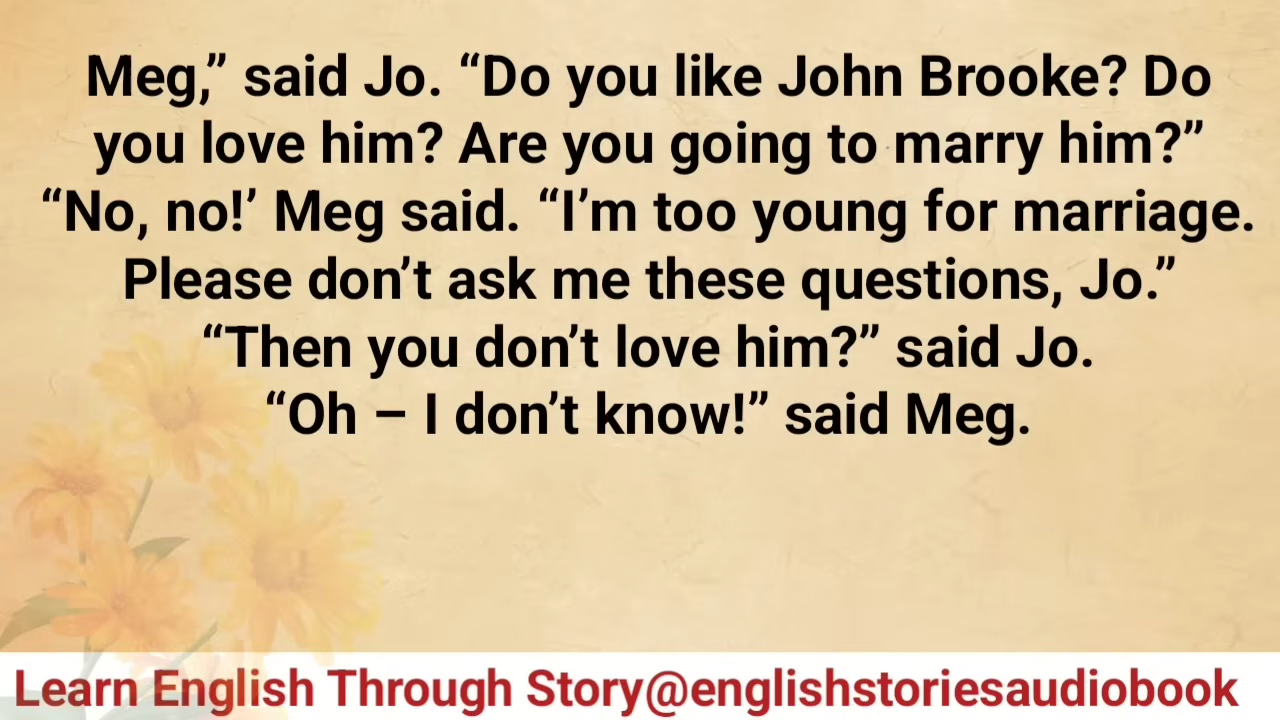 Meg,” said Jo. “Do you like John Brooke? Do
you love him? Are you going to marry him?”
“No, no!’ Meg said. “I’m too young for marriage.
Please don’t ask me these questions, Jo.”
“Then you don’t love him?” said Jo.
“Oh – I don’t know!” said Meg.
Learn English Through Story@englishstoriesaudiobook